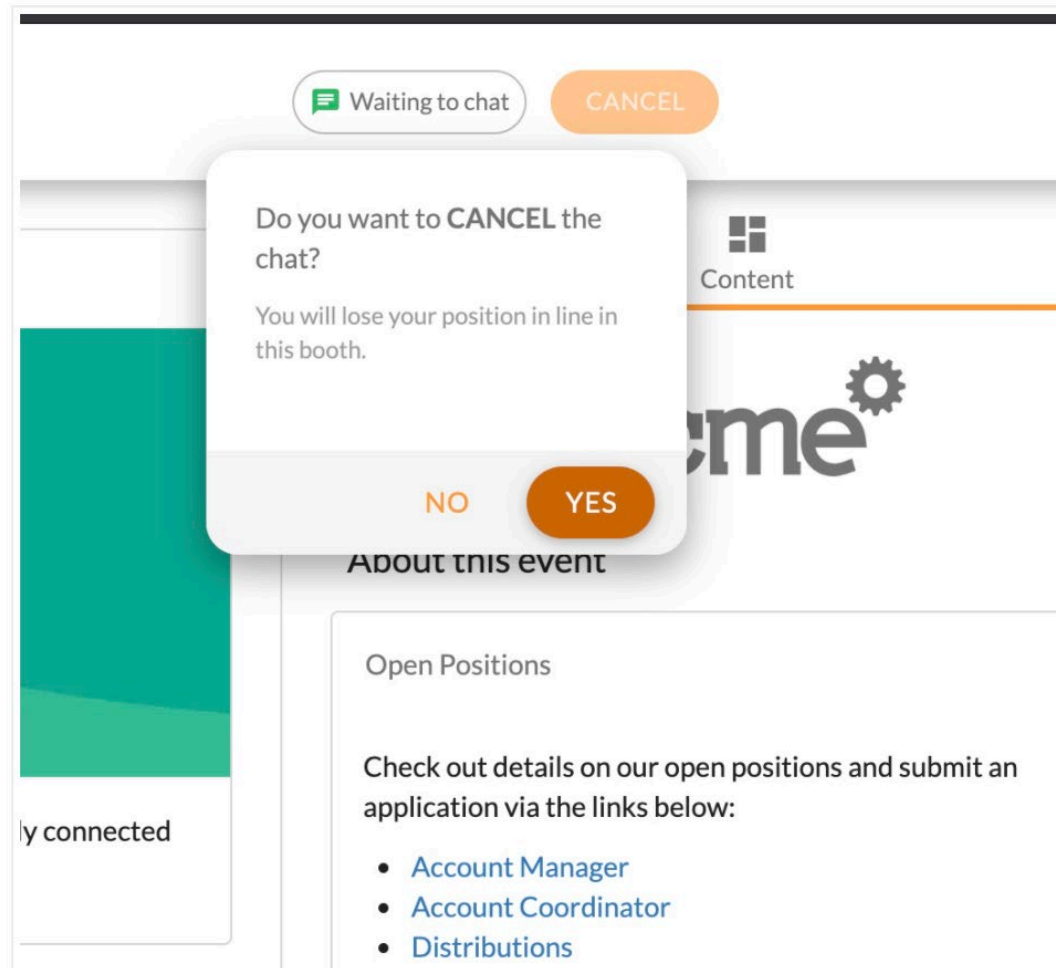 Waiting to chat
CANCEL
Do you want to CANCEL the
chat?
You will lose your position in line in
this booth.
NO
YES
Content
cme
About this event
Open Positions
Check out details on our open positions and submit an
application via the links below:
Account Manager
Account Coordinator
Distributions
ly connected